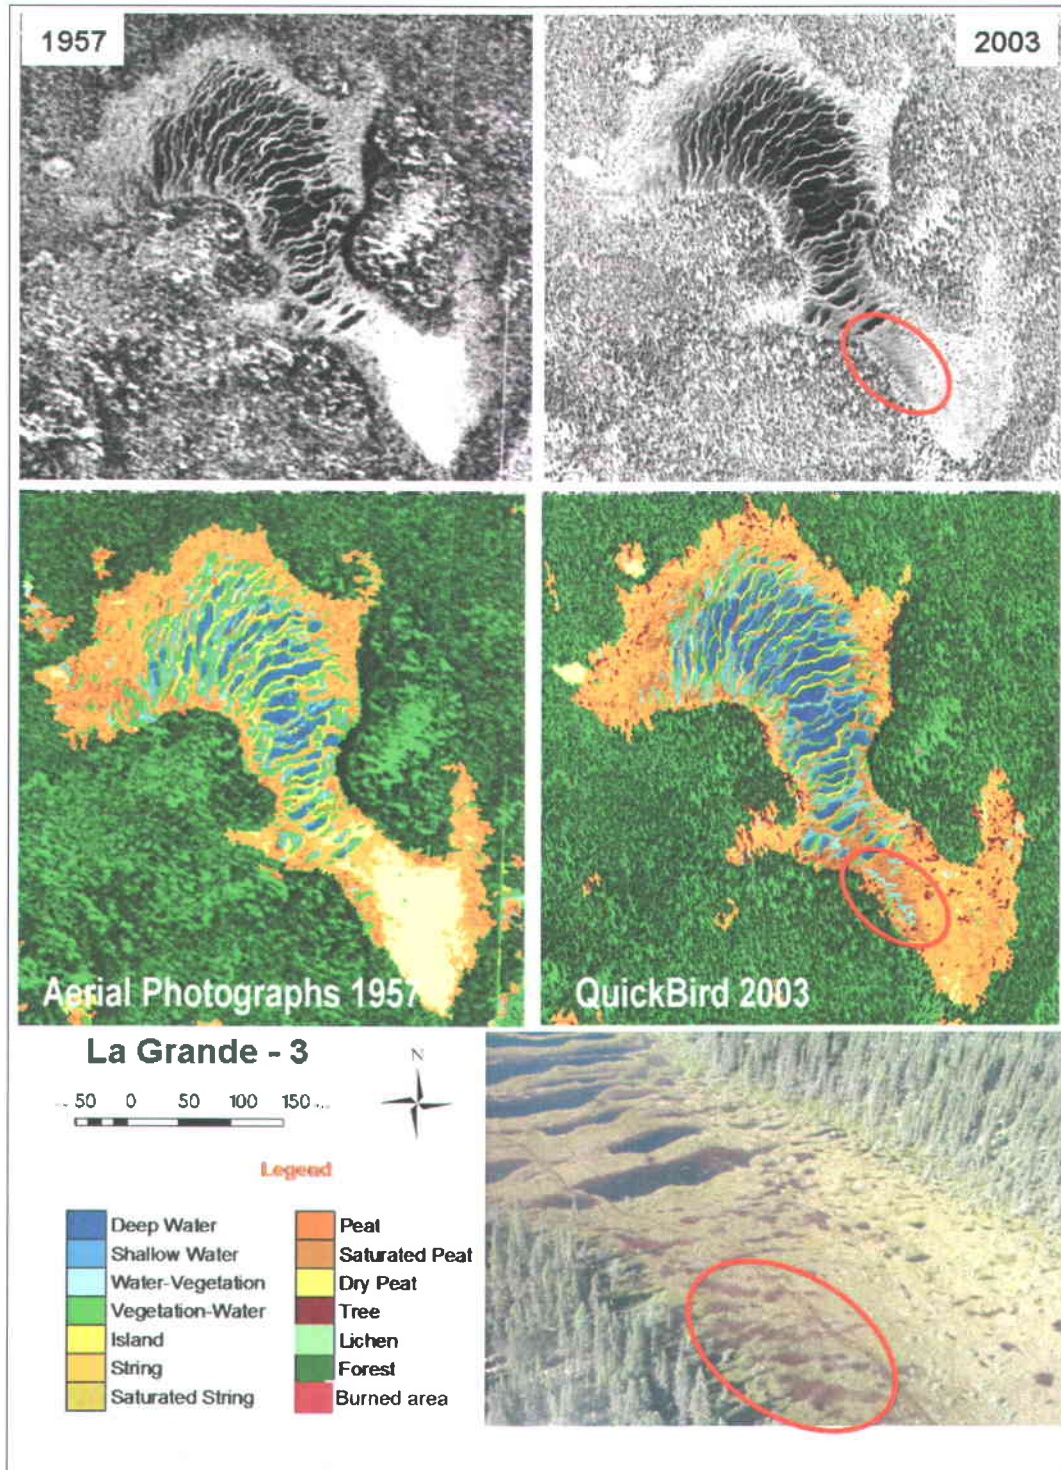 1957
2003
Aerial Photographs 1957
QuickBird 2003
La Grande - 3
N
50 0 50 100 150
Legend
Deep Water
Shallow Water
Water-Vegetation
Vegetation-Water
Island
String
Saturated String
Peat
Saturated Peat
Dry Peat
Tree
Lichen
Forest
Burned area